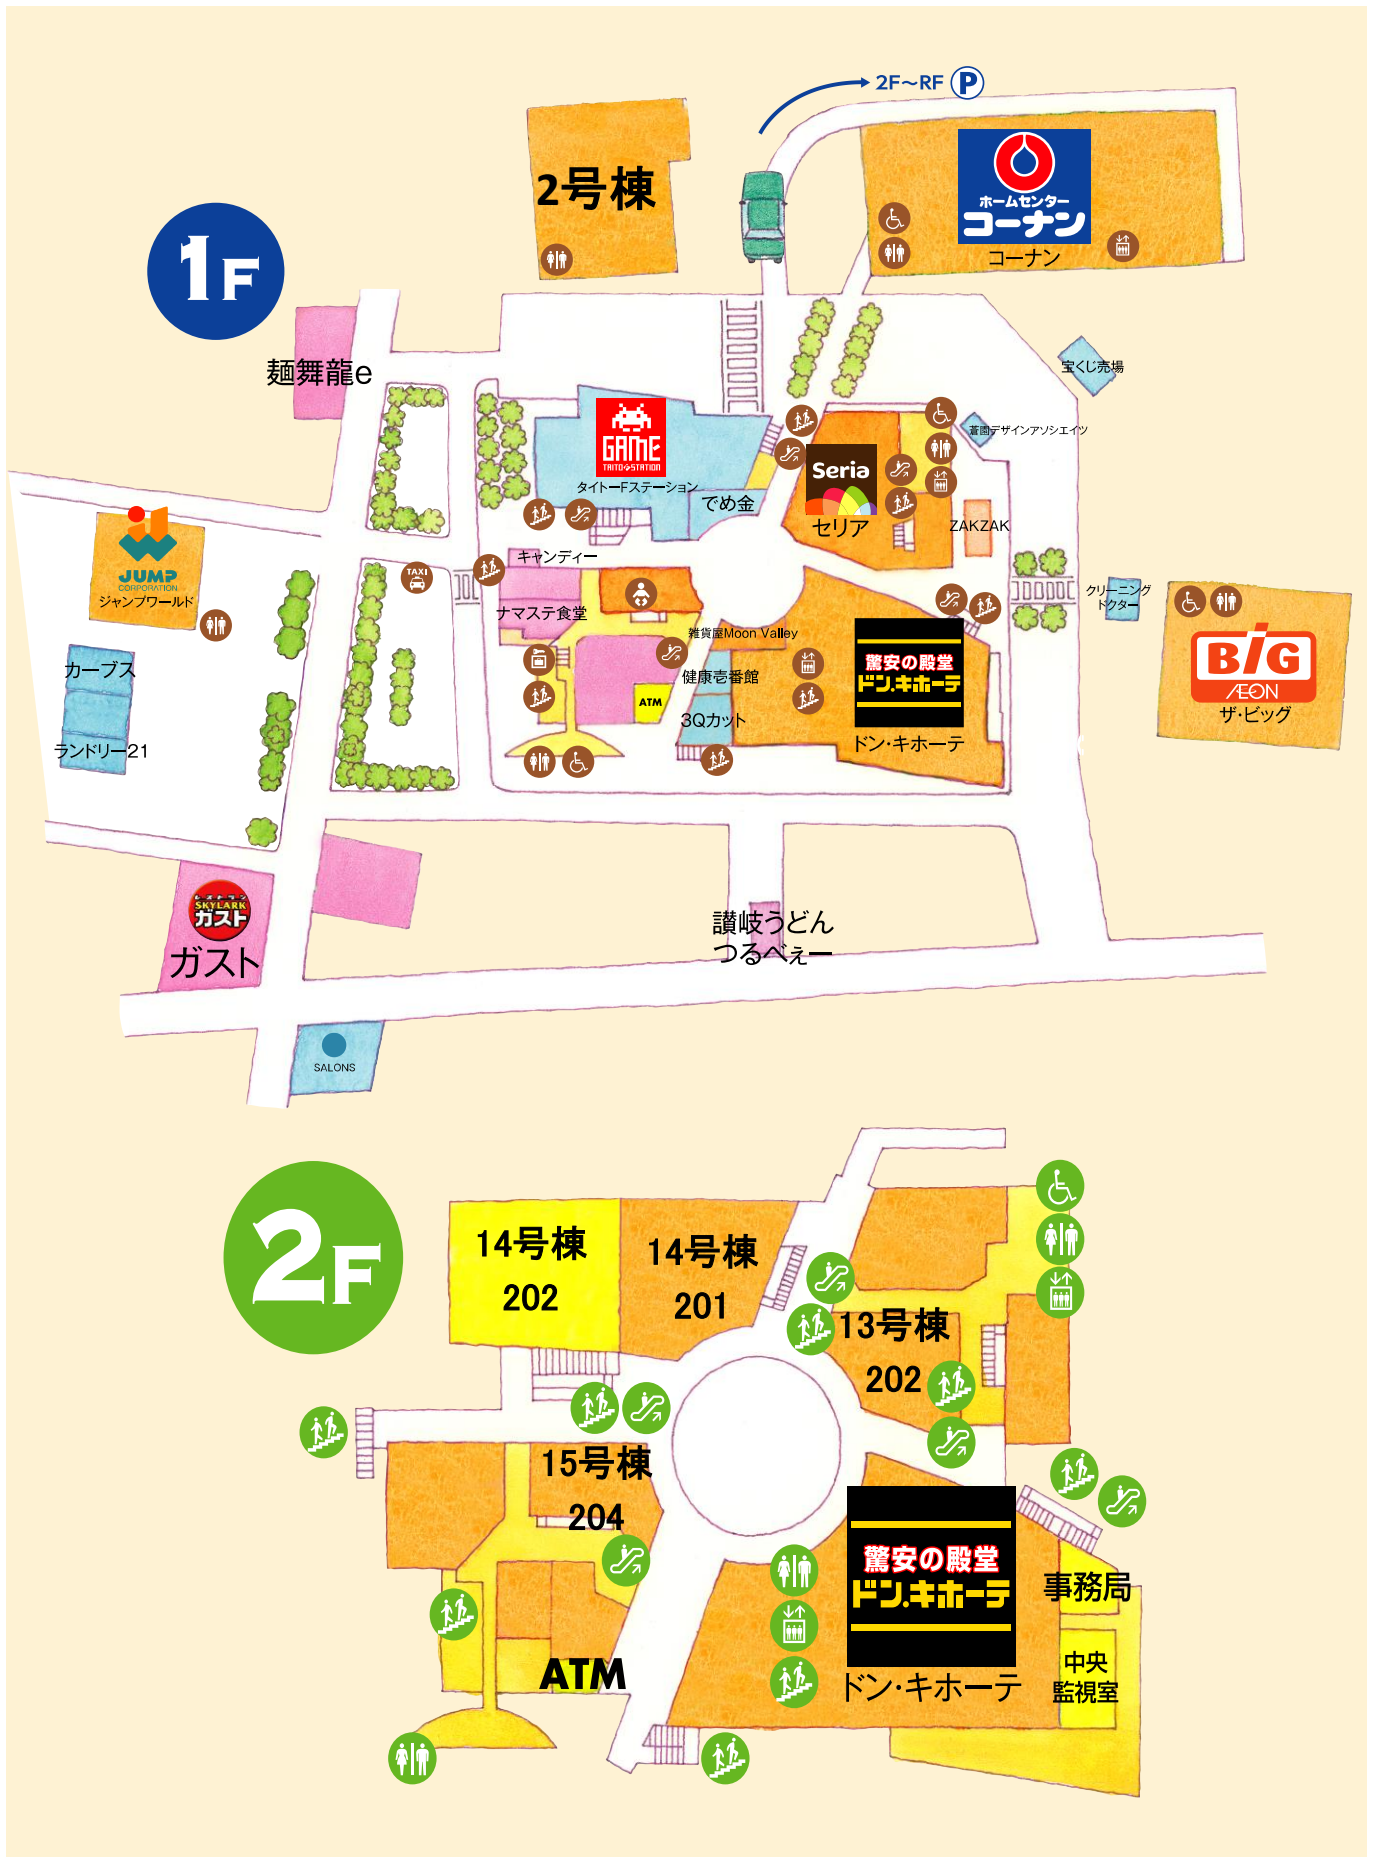 2F～RF P
2号棟
ホームセンター
コーナン
コーナン
1F
麺舞龍e
宝くじ売場
GAME
TAITO STATION
タイトーFステーション
でめ金
Seria
セリア
蒼園デザインアソシエイツ
ZAKZAK
JUMP
CORPORATION
ジャンプワールド
TAXI
キャンディー
ナマステ食堂
クリーニング
ドクター
雑貨屋Moon Valley
健康壱番館
ATM
3Qカット
驚安の殿堂
ドン.キホーテ
ドン・キホーテ
BiG
ÆON
ザ・ビッグ
カーブス
ランドリー21
レストラン
SKYLARK
ガスト
ガスト
讃岐うどん
つるべぇー
SALONS
2F
14号棟
202
14号棟
201
13号棟
202
15号棟
204
驚安の殿堂
ドン.キホーテ
ドン・キホーテ
事務局
中央
監視室
ATM